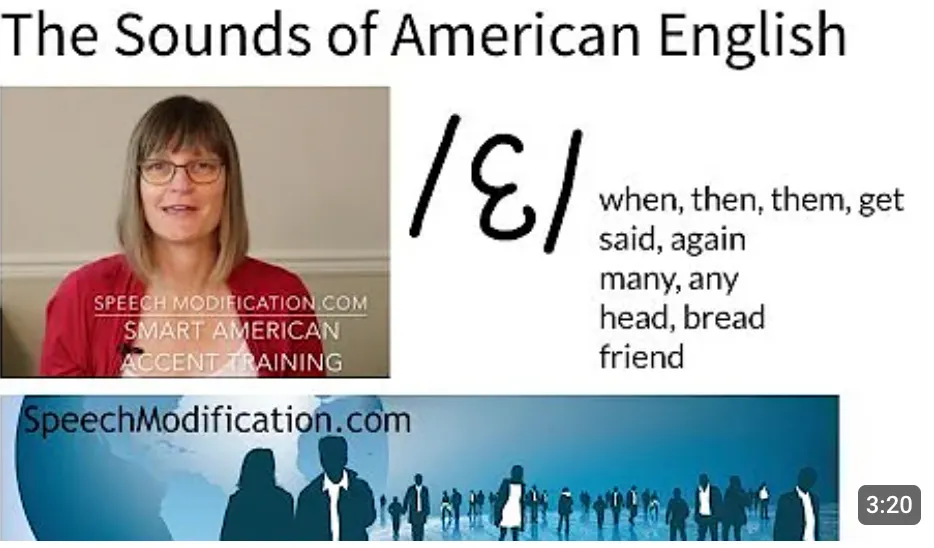 The Sounds of American English
/ɛ/
when, then, them, get
said, again
many, any
head, bread
friend
SPEECH MODIFICATION.COM
SMART AMERICAN
ACCENT TRAINING
SpeechModification.com
3:20